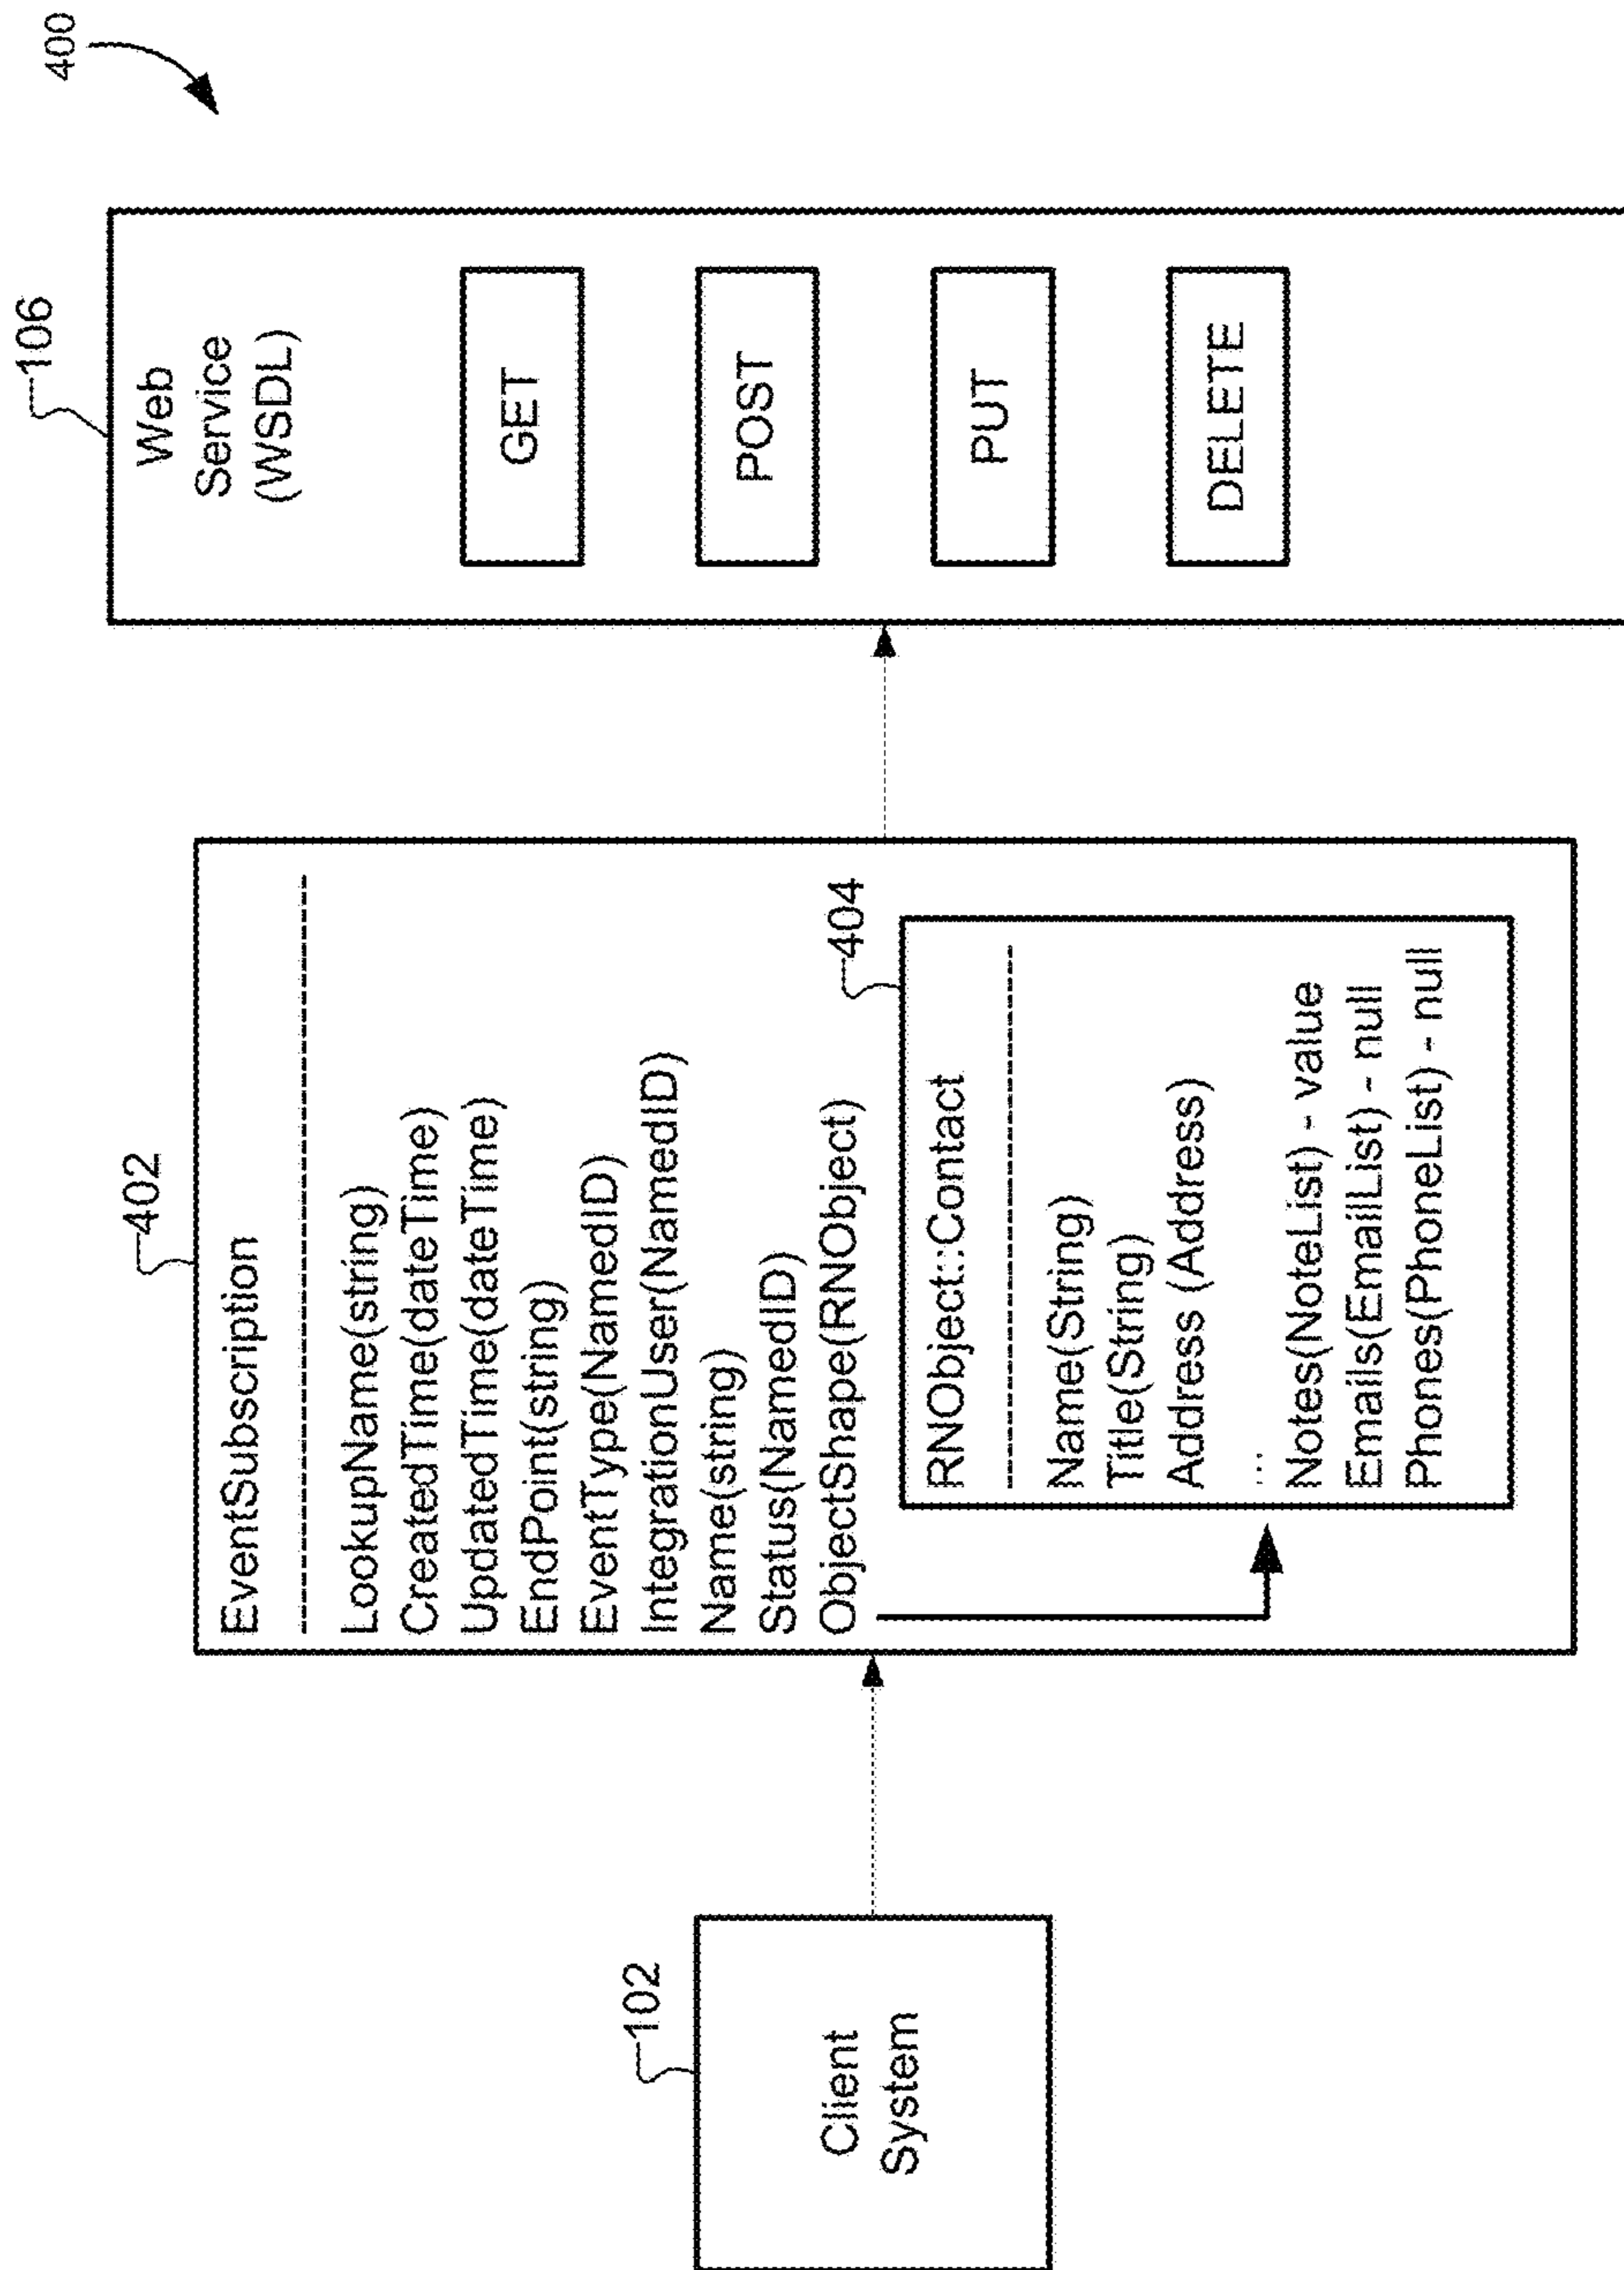 400
102
Client
System
402
EventSubscription
LookupName(string)
CreatedTime(dateTime)
UpdatedTime(dateTime)
EndPoint(string)
EventType(NamedID)
IntegrationUser(NamedID)
Name(string)
Status(NamedID)
ObjectShape(RNObject)
404
RNObject::Contact
Name(String)
Title(String)
Address (Address)
...
Notes(NoteList) - value
Emails(EmailList) - null
Phones(PhoneList) - null
106
Web
Service
(WSDL)
GET
POST
PUT
DELETE